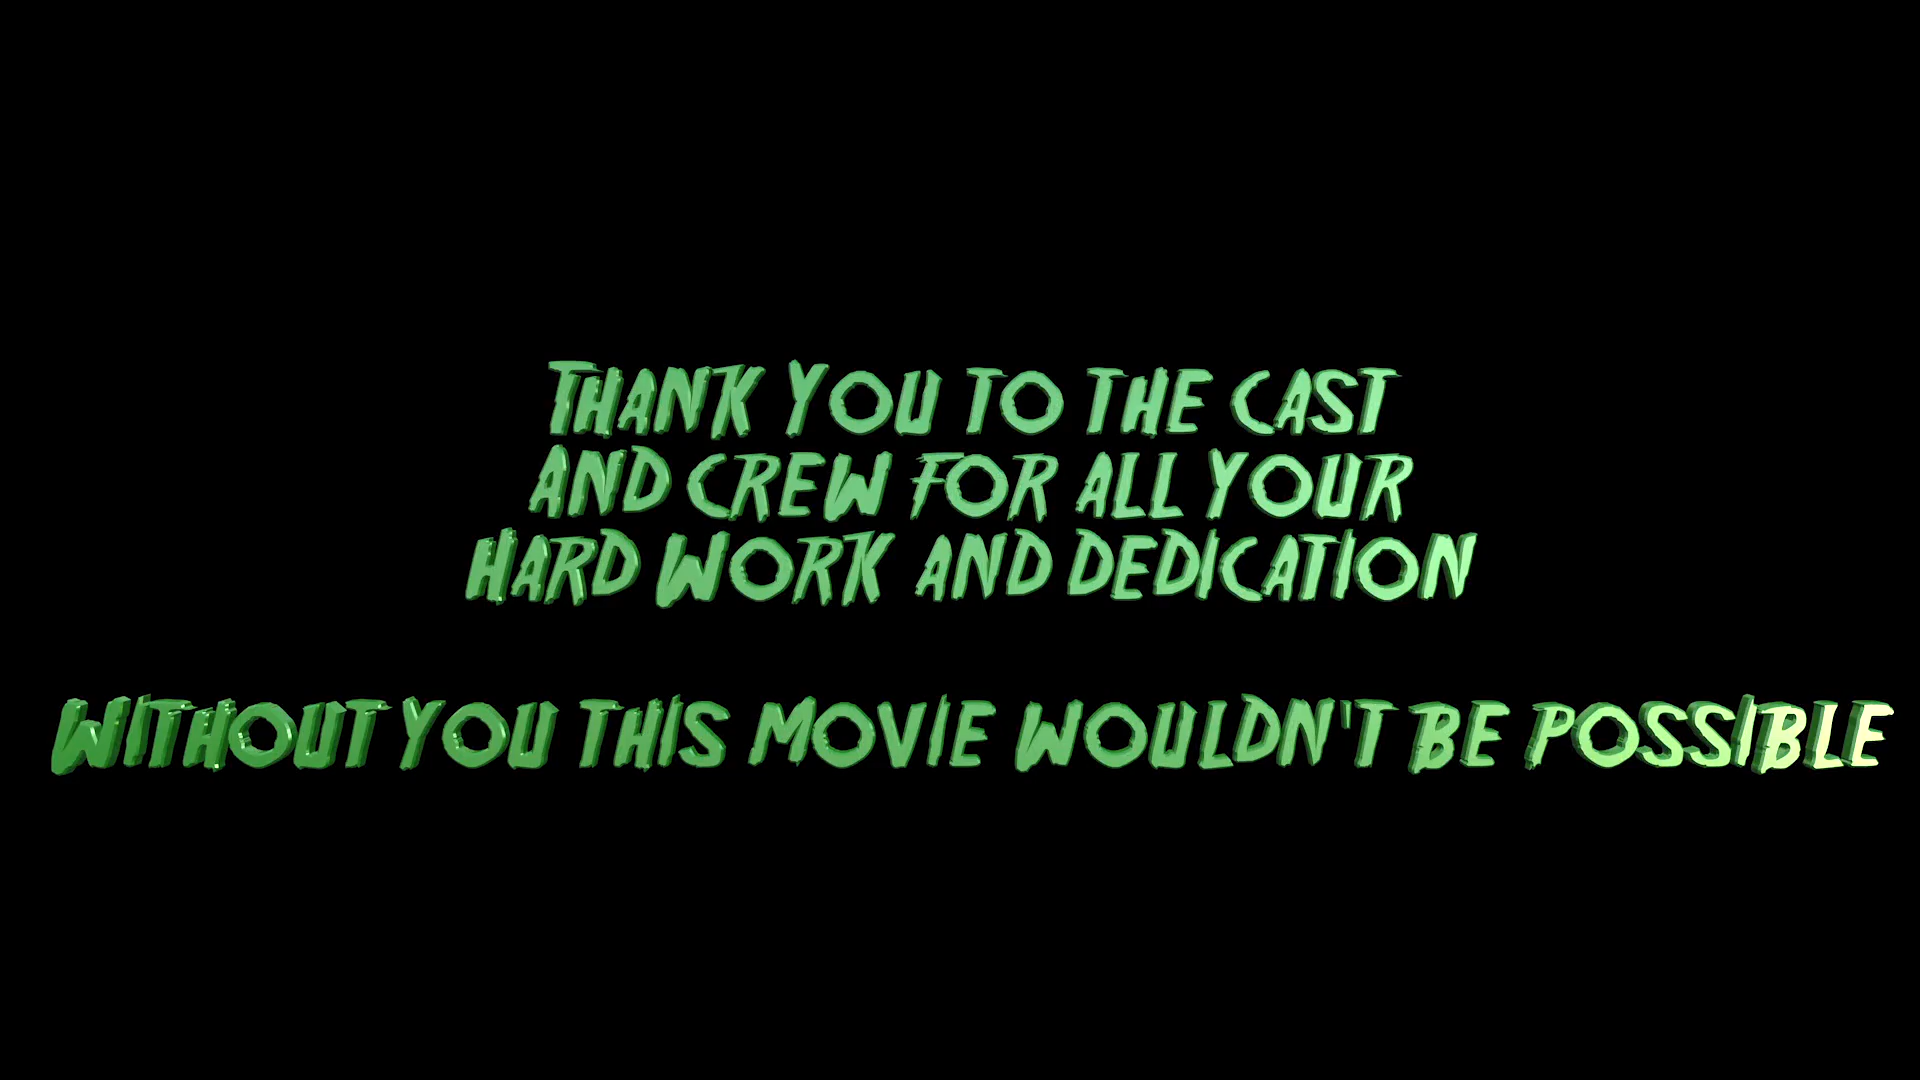 THANK YOU TO THE CAST
AND CREW FOR ALL YOUR
HARD WORK AND DEDICATION
WITHOUT YOU THIS MOVIE WOULDN'T BE POSSIBLE